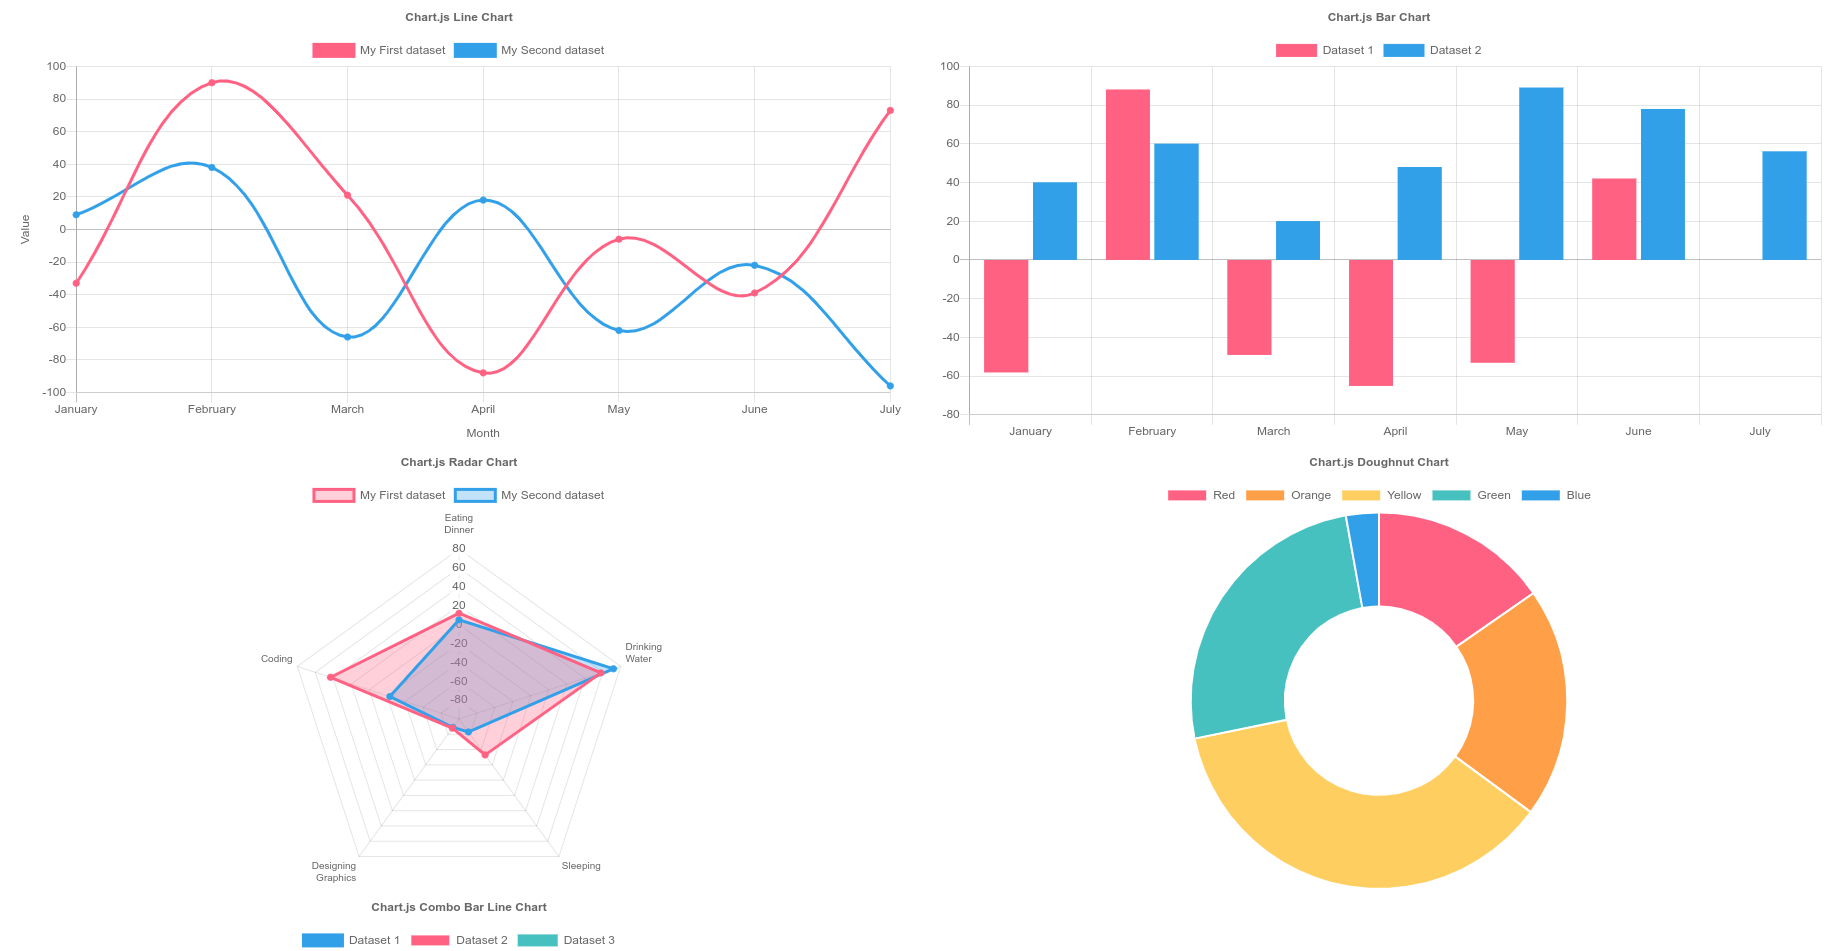 Chart.js Line Chart
My First dataset My Second dataset
100
80
60
40
20
0
-20
-40
-60
-80
-100
Value
January February March April May June July
Month
Chart.js Bar Chart
Dataset 1 Dataset 2
100
80
60
40
20
0
-20
-40
-60
-80
January February March April May June July
Chart.js Radar Chart
My First dataset My Second dataset
Eating
Dinner
80
60
40
20
0
-20
-40
-60
-80
Drinking
Water
Coding
Designing
Graphics
Sleeping
Chart.js Doughnut Chart
Red Orange Yellow Green Blue
Chart.js Combo Bar Line Chart
Dataset 1 Dataset 2 Dataset 3